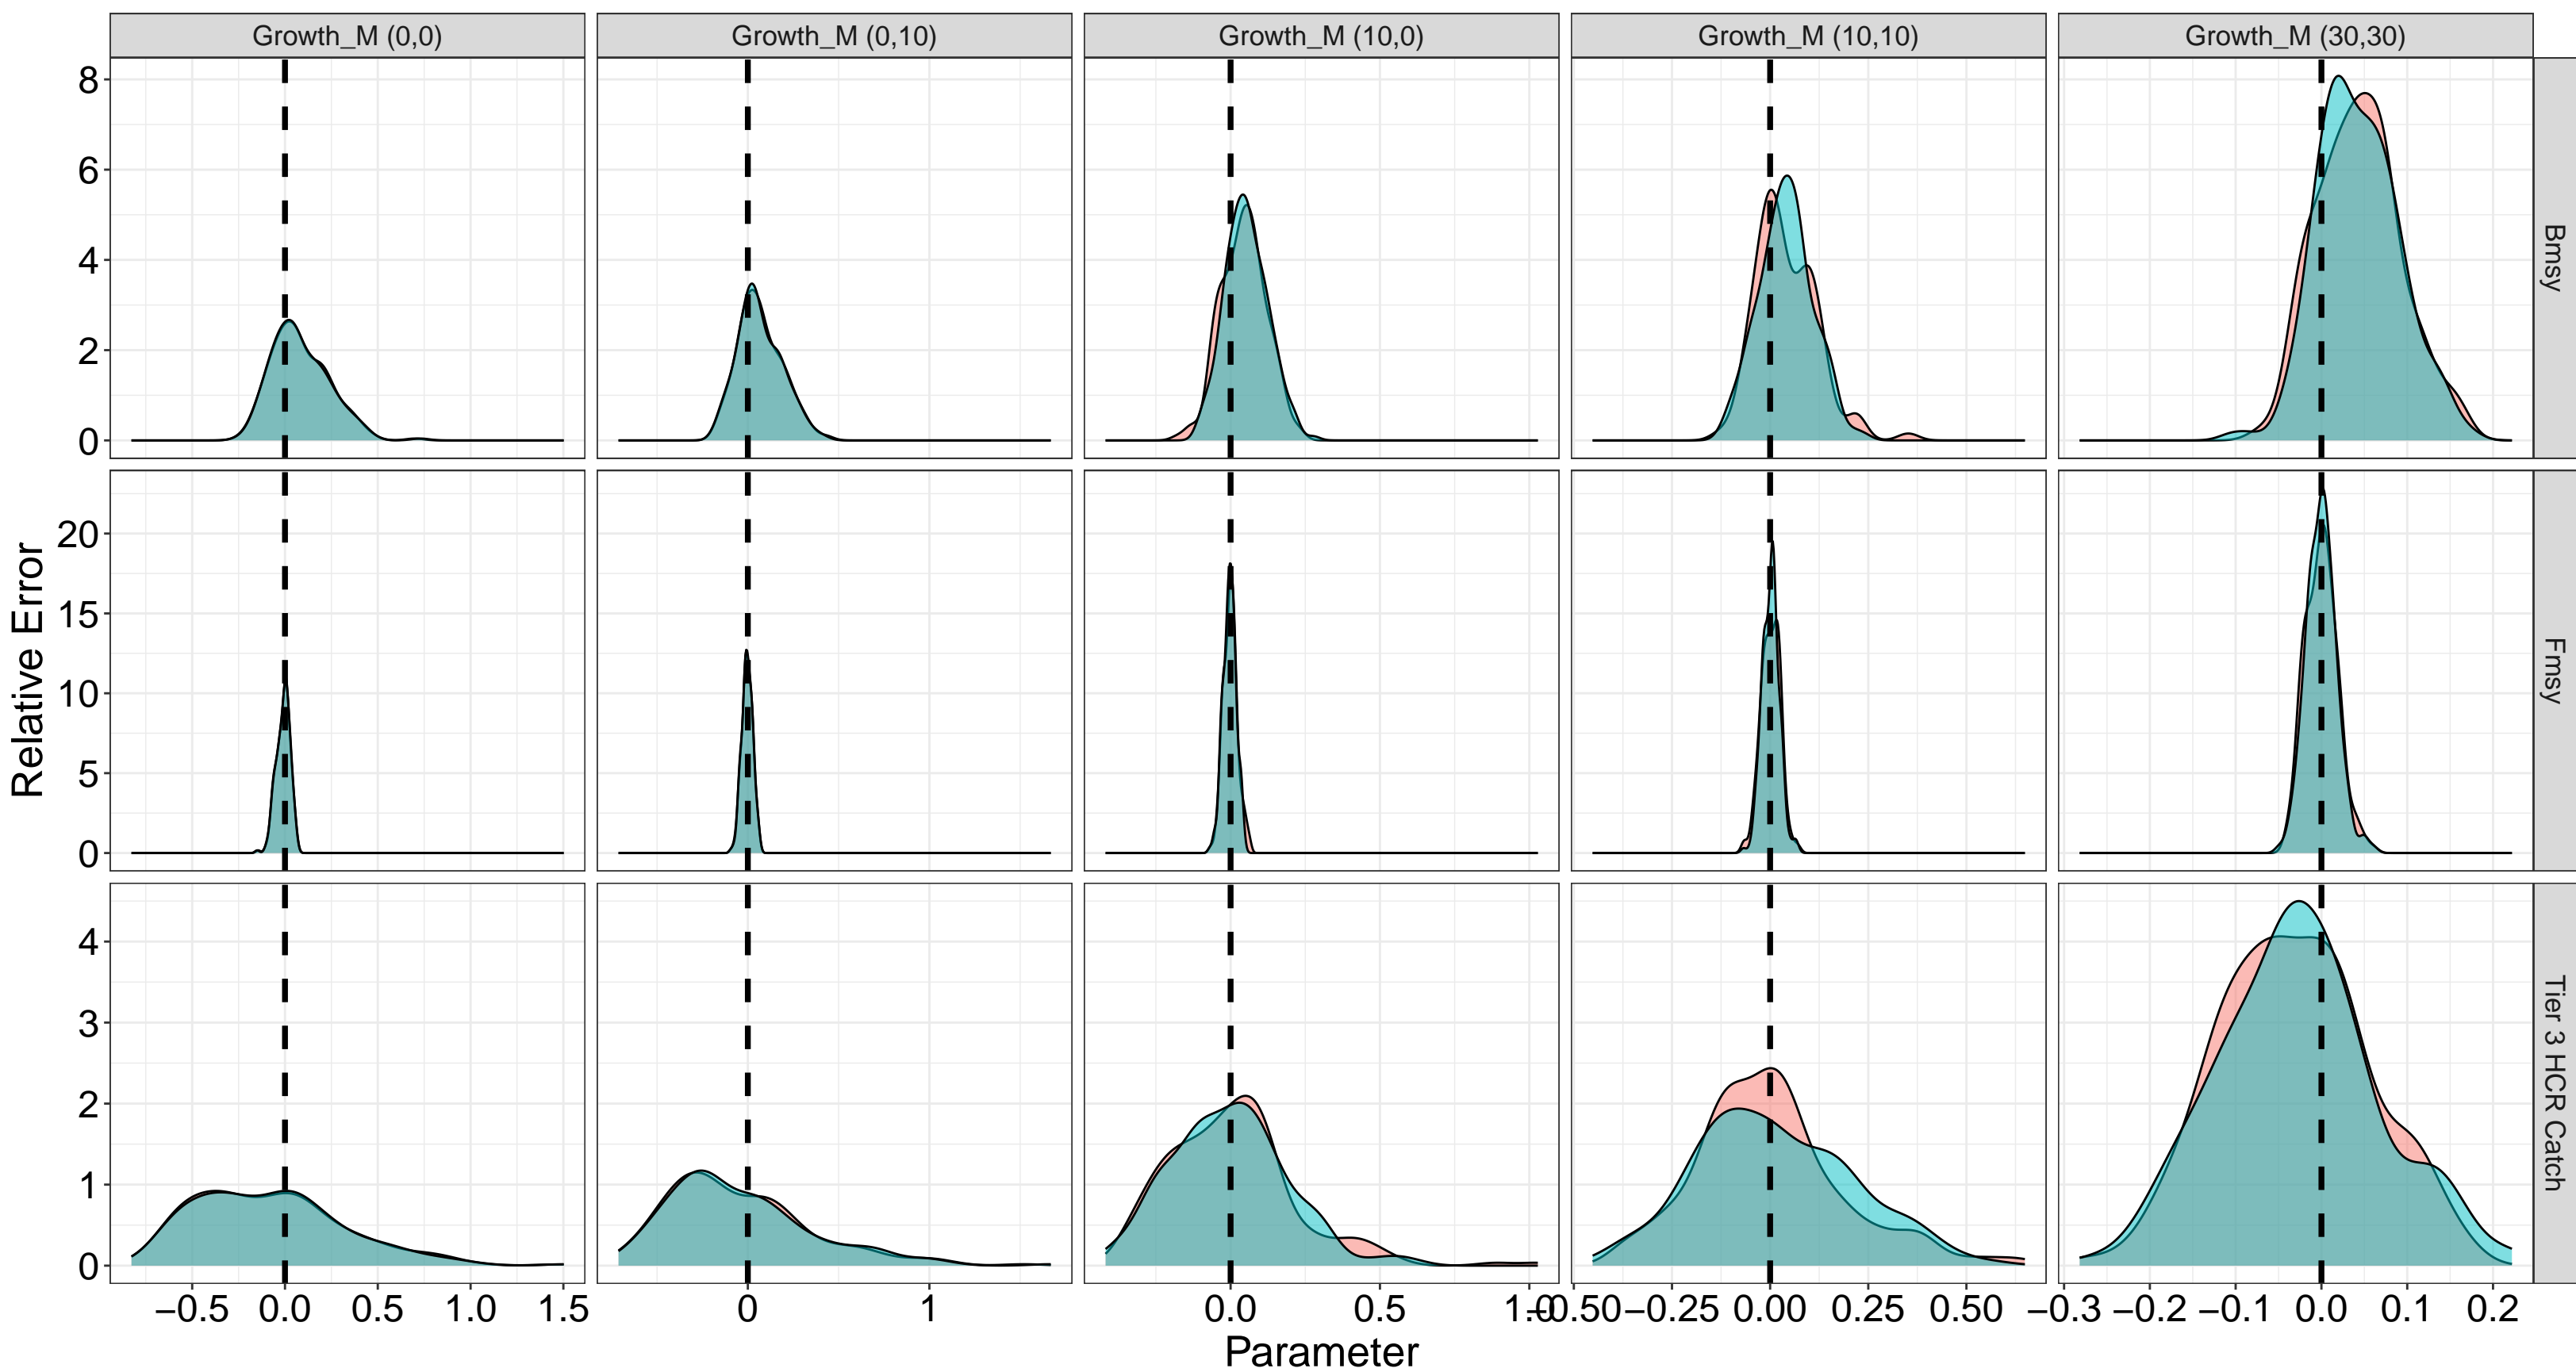 Growth_M (0,0) Growth_M (0,10) Growth_M (10,0) Growth_M (10,10) Growth_M (30,30)
8
6
4
2
0
Bmsy
20
15
10
5
0
Fmsy
4
3
2
1
0
Tier 3 HCR Catch
Relative Error
−0.5 0.0 0.5 1.0 1.5 0 1 0.0 0.5 1.0 −0.50 −0.25 0.00 0.25 0.50 −0.3 −0.2 −0.1 0.0 0.1 0.2
Parameter